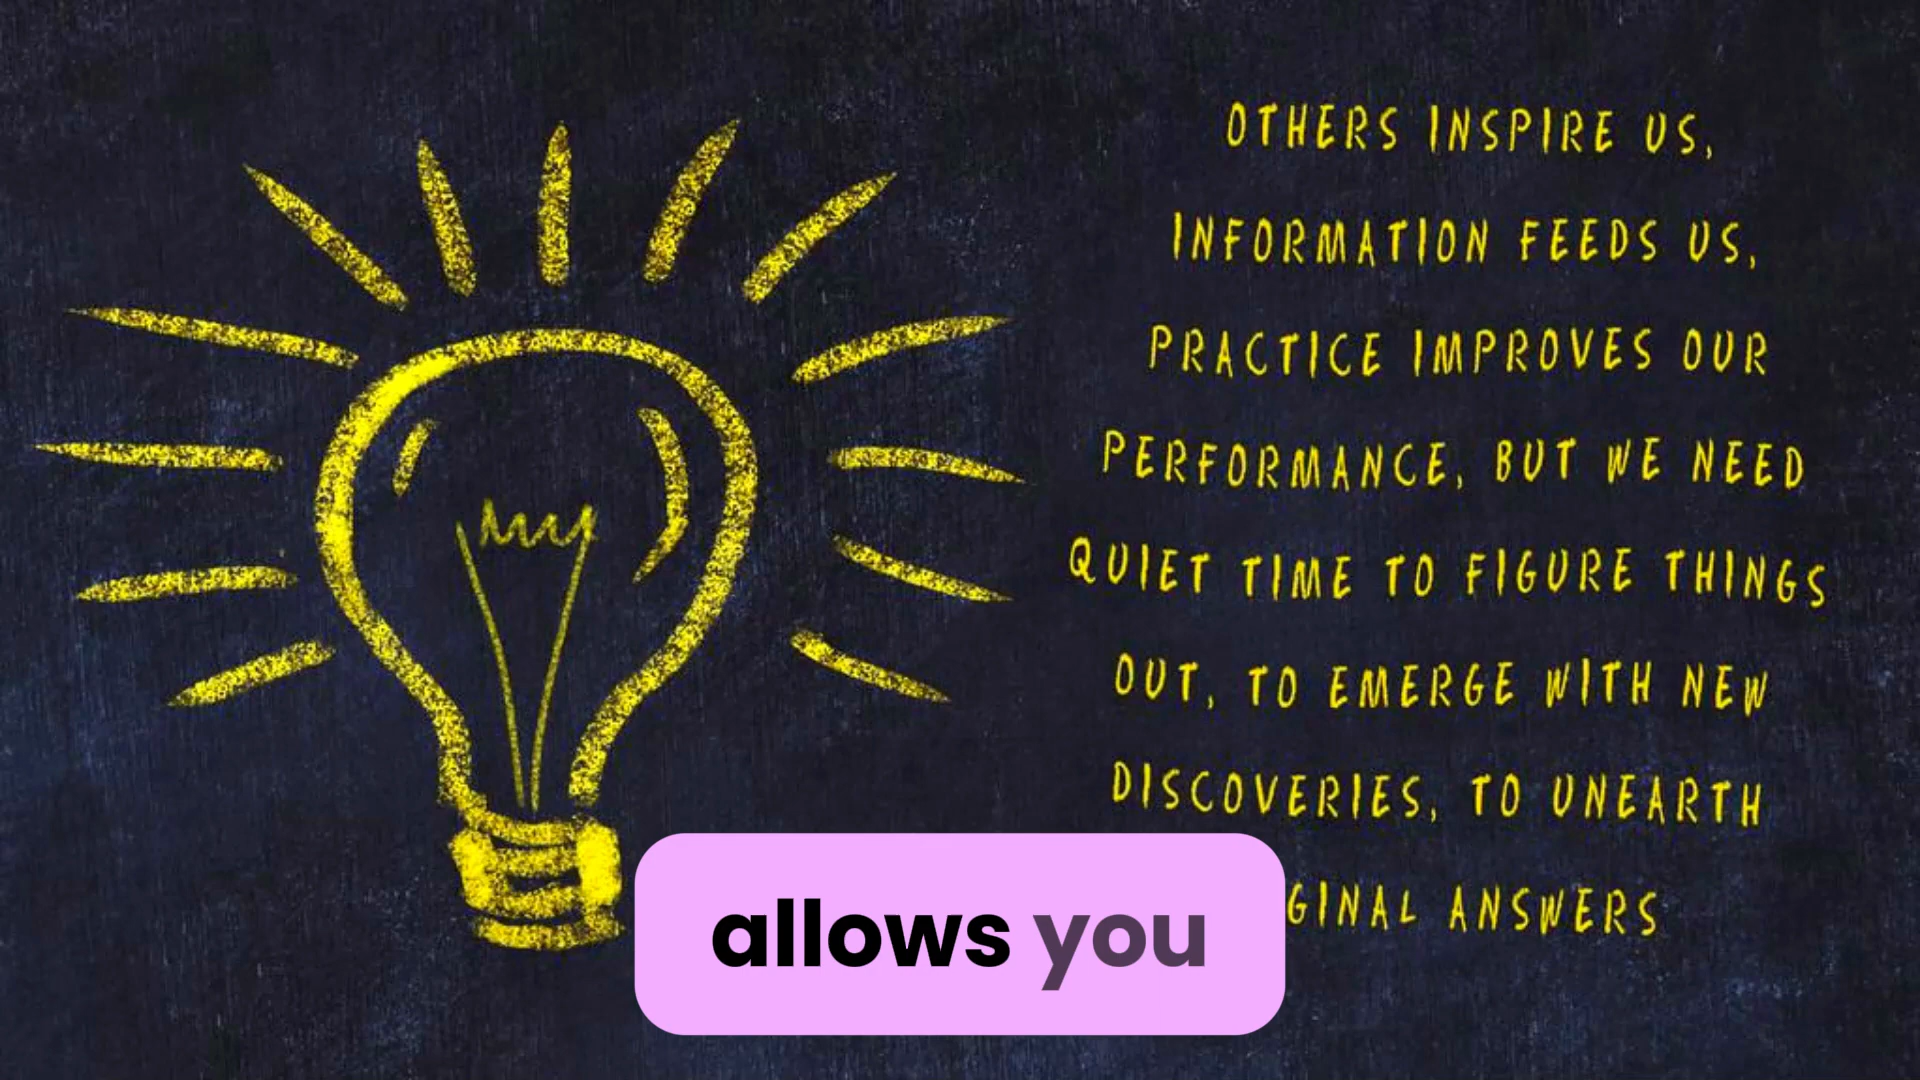 OTHERS INSPIRE US,
INFORMATION FEEDS US,
PRACTICE IMPROVES OUR
PERFORMANCE, BUT WE NEED
QUIET TIME TO FIGURE THINGS
OUT, TO EMERGE WITH NEW
DISCOVERIES, TO UNEARTH
ANSWERS
allows you